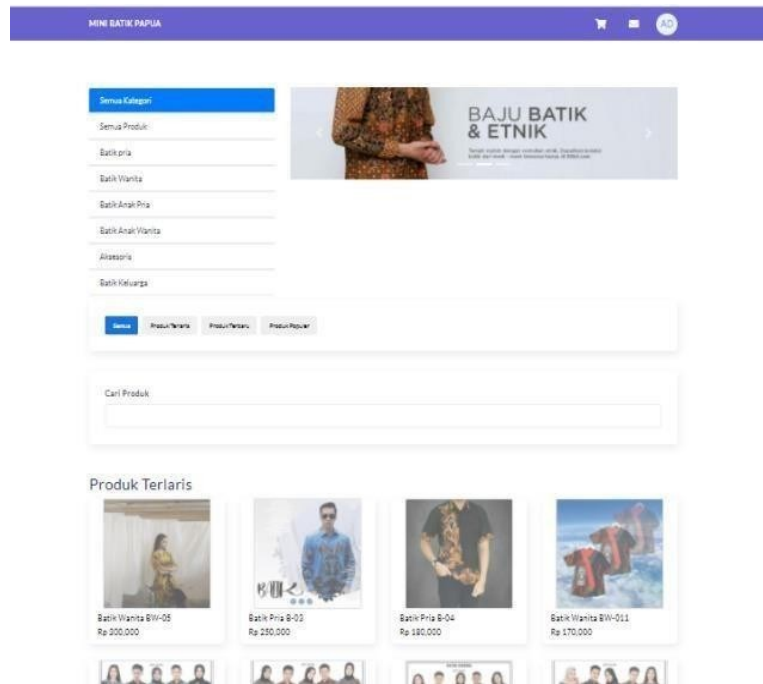 MINI BATIK PAPUA
AD
Semua Kategori
Semua Produk
Batik pria
Batik Wanita
Batik Anak Pria
Batik Anak Wanita
Aksesoris
Batik Keluarga
BAJU BATIK
& ETNIK
Semua Produk Terlaris Produk Terbaru Produk Populer
Cari Produk
Produk Terlaris
BATIK
Batik Wanita BW-05
Rp 200,000
Batik Pria B-03
Rp 250,000
Batik Pria B-04
Rp 180,000
Batik Wanita BW-011
Rp 170,000